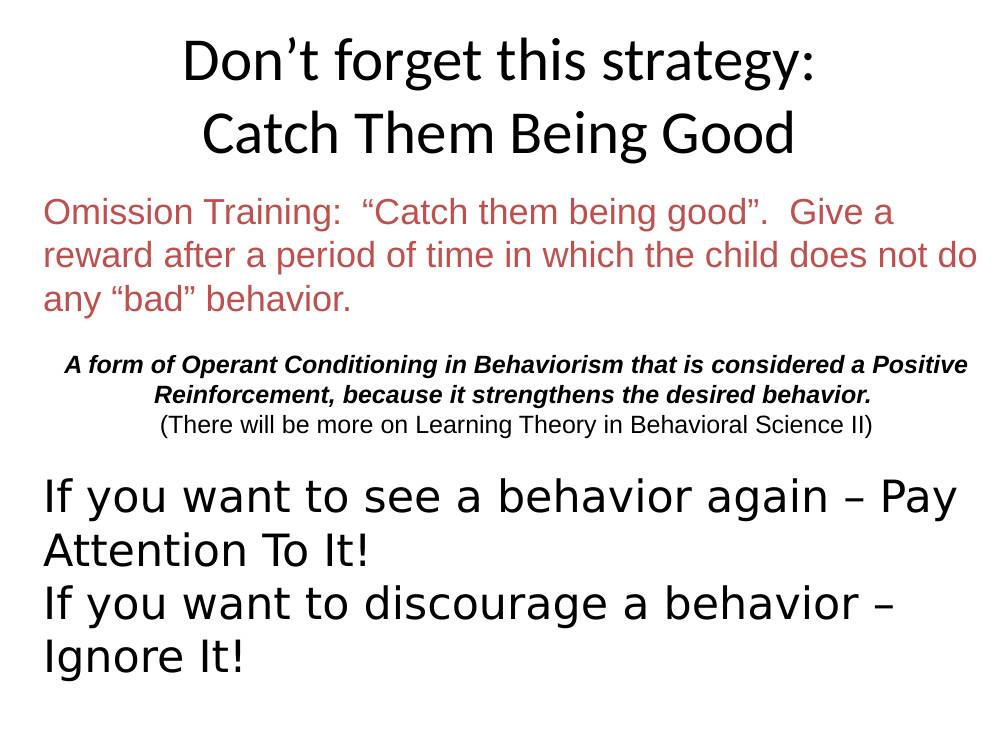 Don’t forget this strategy:
Catch Them Being Good
Omission Training:  “Catch them being good”.  Give a
reward after a period of time in which the child does not do
any “bad” behavior.
A form of Operant Conditioning in Behaviorism that is considered a Positive
Reinforcement, because it strengthens the desired behavior.
(There will be more on Learning Theory in Behavioral Science II)
If you want to see a behavior again – Pay
Attention To It!
If you want to discourage a behavior –
Ignore It!